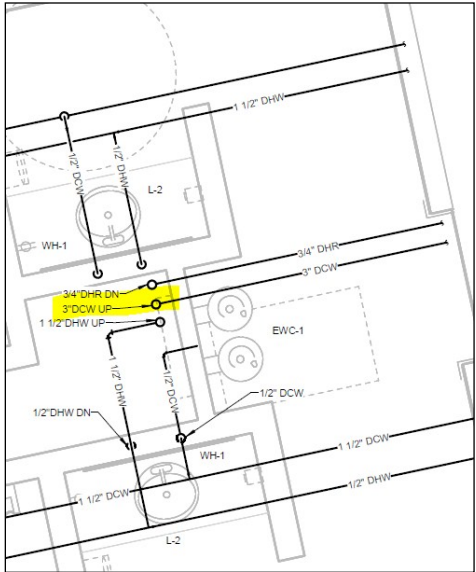 1 1/2" DHW
1/2" DCW
1/2" DHW
L-2
WH-1
3/4" DHR
3" DCW
3/4"DHR DN
3"DCW UP
1 1/2"DHW UP
EWC-1
1 1/2" DHW
1/2" DCW
1/2" DCW
1/2"DHW DN
WH-1
1 1/2" DCW
1 1/2" DCW
1/2" DHW
L-2